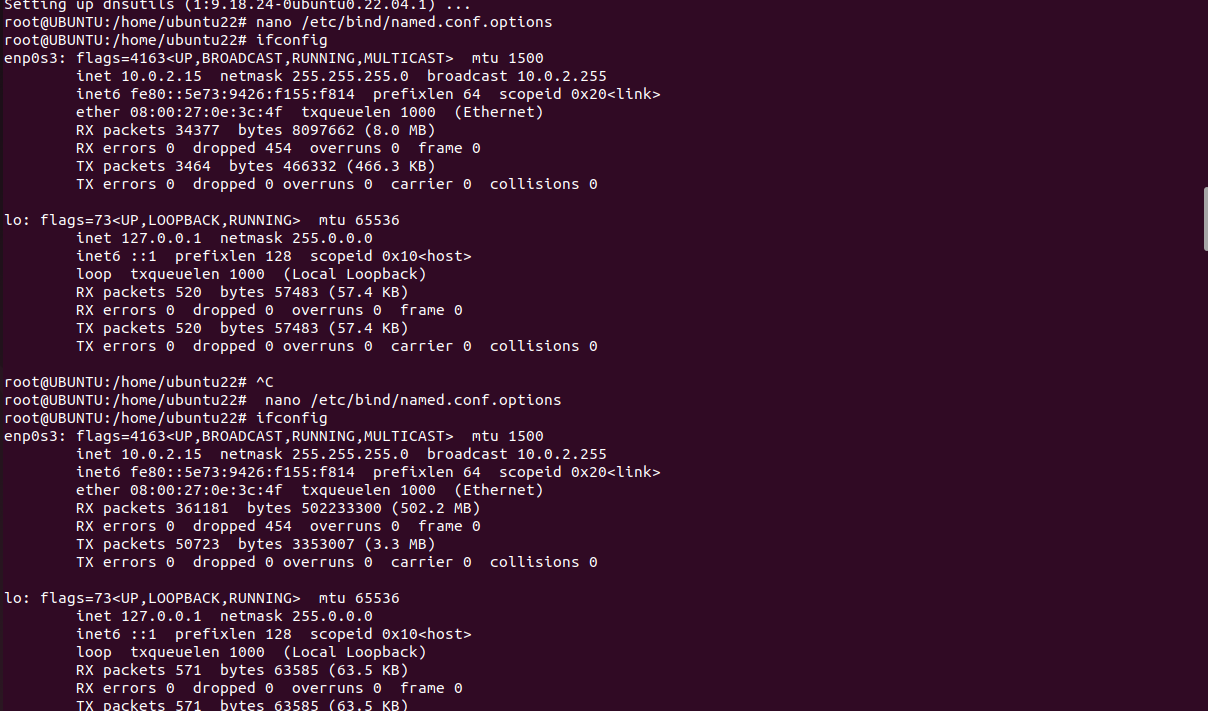 Setting up dnsutils (1:9.18.24-0ubuntu0.22.04.1) ...
root@UBUNTU:/home/ubuntu22# nano /etc/bind/named.conf.options
root@UBUNTU:/home/ubuntu22# ifconfig
enp0s3: flags=4163<UP,BROADCAST,RUNNING,MULTICAST>  mtu 1500
        inet 10.0.2.15  netmask 255.255.255.0  broadcast 10.0.2.255
        inet6 fe80::5e73:9426:f155:f814  prefixlen 64  scopeid 0x20<link>
        ether 08:00:27:0e:3c:4f  txqueuelen 1000  (Ethernet)
        RX packets 34377  bytes 8097662 (8.0 MB)
        RX errors 0  dropped 454  overruns 0  frame 0
        TX packets 3464  bytes 466332 (466.3 KB)
        TX errors 0  dropped 0 overruns 0  carrier 0  collisions 0

lo: flags=73<UP,LOOPBACK,RUNNING>  mtu 65536
        inet 127.0.0.1  netmask 255.0.0.0
        inet6 ::1  prefixlen 128  scopeid 0x10<host>
        loop  txqueuelen 1000  (Local Loopback)
        RX packets 520  bytes 57483 (57.4 KB)
        RX errors 0  dropped 0  overruns 0  frame 0
        TX packets 520  bytes 57483 (57.4 KB)
        TX errors 0  dropped 0 overruns 0  carrier 0  collisions 0

root@UBUNTU:/home/ubuntu22# ^C
root@UBUNTU:/home/ubuntu22#  nano /etc/bind/named.conf.options
root@UBUNTU:/home/ubuntu22# ifconfig
enp0s3: flags=4163<UP,BROADCAST,RUNNING,MULTICAST>  mtu 1500
        inet 10.0.2.15  netmask 255.255.255.0  broadcast 10.0.2.255
        inet6 fe80::5e73:9426:f155:f814  prefixlen 64  scopeid 0x20<link>
        ether 08:00:27:0e:3c:4f  txqueuelen 1000  (Ethernet)
        RX packets 361181  bytes 502233300 (502.2 MB)
        RX errors 0  dropped 454  overruns 0  frame 0
        TX packets 50723  bytes 3353007 (3.3 MB)
        TX errors 0  dropped 0 overruns 0  carrier 0  collisions 0

lo: flags=73<UP,LOOPBACK,RUNNING>  mtu 65536
        inet 127.0.0.1  netmask 255.0.0.0
        inet6 ::1  prefixlen 128  scopeid 0x10<host>
        loop  txqueuelen 1000  (Local Loopback)
        RX packets 571  bytes 63585 (63.5 KB)
        RX errors 0  dropped 0  overruns 0  frame 0
        TX packets 571  bytes 63585 (63.5 KB)